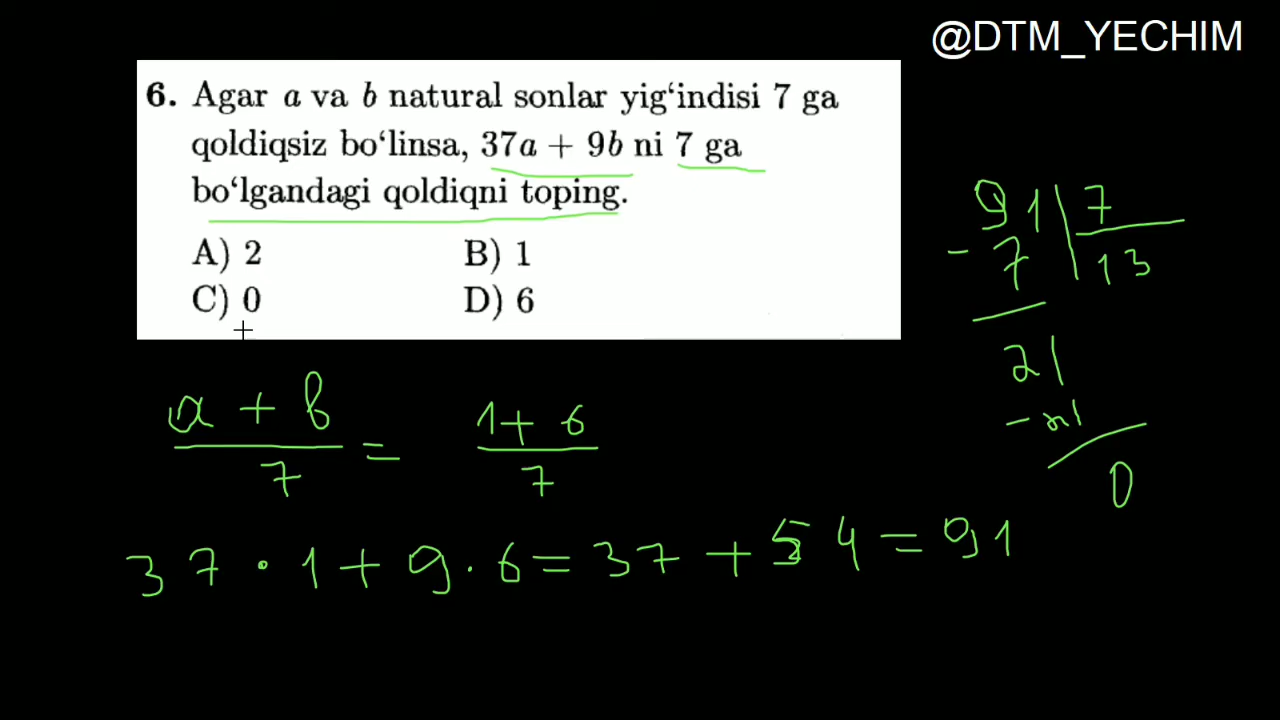 @DTM_YECHIM
6. Agar a va b natural sonlar yig‘indisi 7 ga
qoldiqsiz bo‘linsa, 37a + 9b ni 7 ga
bo‘lgandagi qoldiqni toping.
A) 2 B) 1
C) 0 D) 6
91 7
- 7 13
21
- 21
0
a + b 1 + 6
7 = 7
37 · 1 + 9 · 6 = 37 + 54 = 91